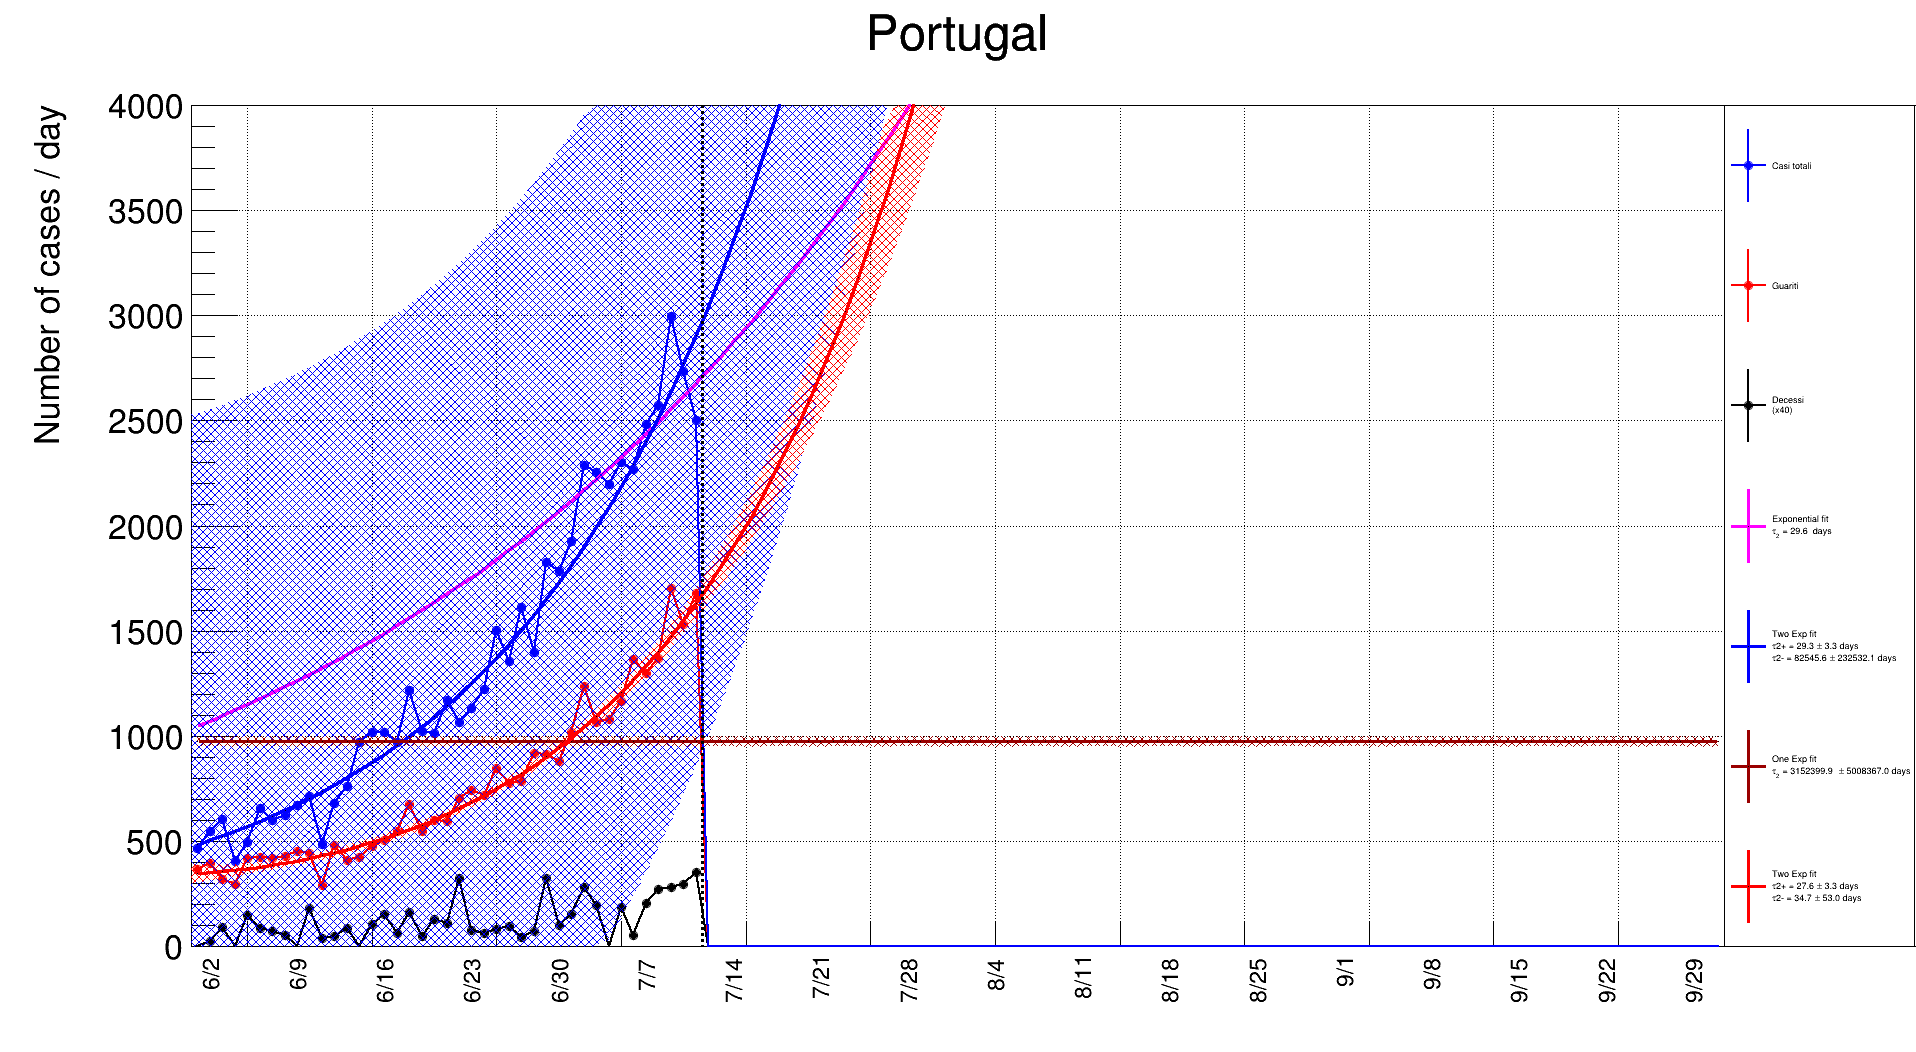 Portugal
Number of cases / day
4000
3500
3000
2500
2000
1500
1000
500
0
6/2
6/9
6/16
6/23
6/30
7/7
7/14
7/21
7/28
8/4
8/11
8/18
8/25
9/1
9/8
9/15
9/22
9/29
Casi totali
Guariti
Decessi
(x40)
Exponential fit
τ2 = 29.6 days
Two Exp fit
τ2+ = 29.3 ± 3.3 days
τ2- = 82545.6 ± 232532.1 days
One Exp fit
τ2 = 3152399.9 ± 5008367.0 days
Two Exp fit
τ2+ = 27.6 ± 3.3 days
τ2- = 34.7 ± 53.0 days